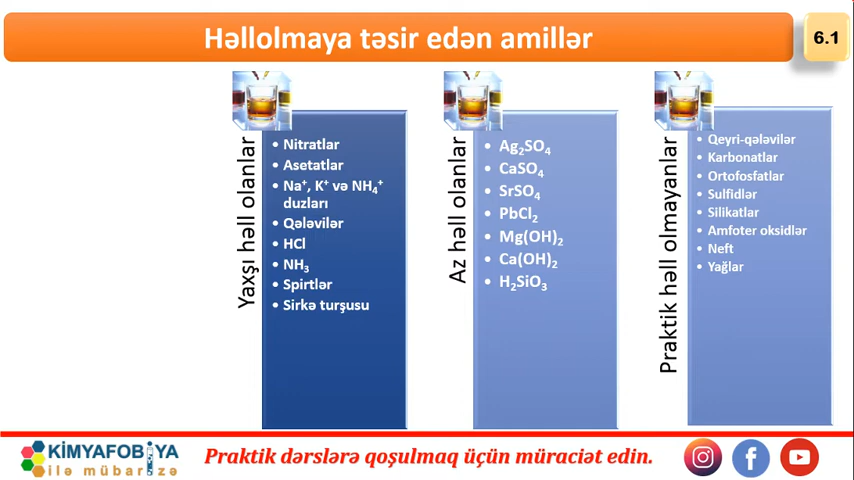 Həllolmaya təsir edən amillər
6.1
Yaxşı həll olanlar
• Nitratlar
• Asetatlar
• Na⁺, K⁺ və NH₄⁺
duzları
• Qələvilər
• HCl
• NH₃
• Spirtlər
• Sirkə turşusu
Az həll olanlar
• Ag₂SO₄
• CaSO₄
• SrSO₄
• PbCl₂
• Mg(OH)₂
• Ca(OH)₂
• H₂SiO₃
Praktik həll olmayanlar
• Qeyri-qələvilər
• Karbonatlar
• Ortofosfatlar
• Sulfidlər
• Silikatlar
• Amfoter oksidlər
• Neft
• Yağlar
KİMYAFOBİYA
ilə mübarizə
Praktik dərslərə qoşulmaq üçün müraciət edin.